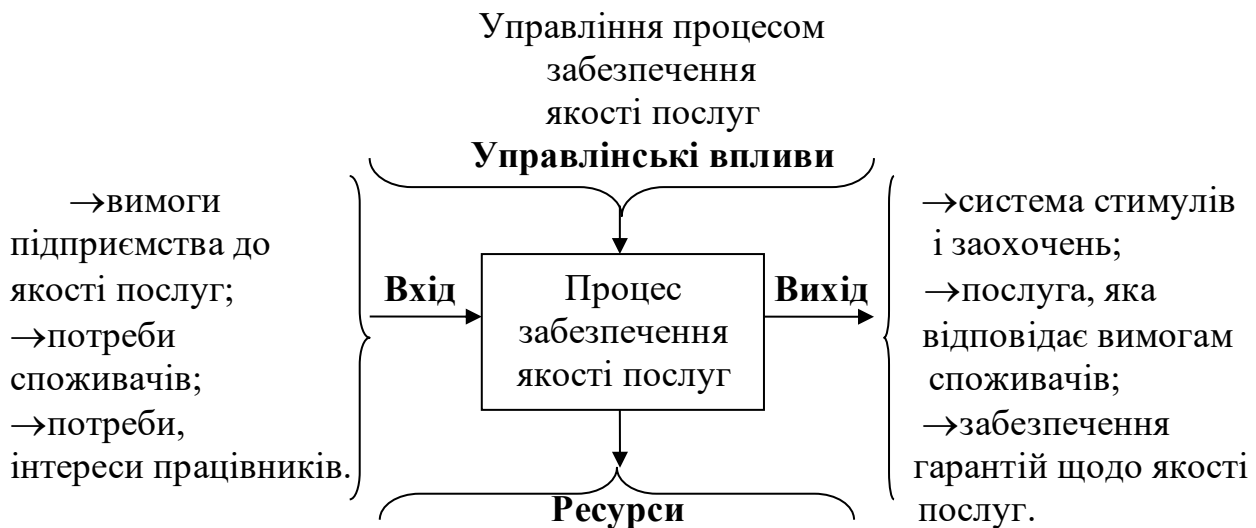 Управління процесом
забезпечення
якості послуг
Управлінські впливи
→вимоги
підприємства до
якості послуг;
→потреби
споживачів;
→потреби,
інтереси працівників.
Вхід
Процес
забезпечення
якості послуг
Вихід
→система стимулів
і заохочень;
→послуга, яка
відповідає вимогам
споживачів;
→забезпечення
гарантій щодо якості
послуг.
Ресурси